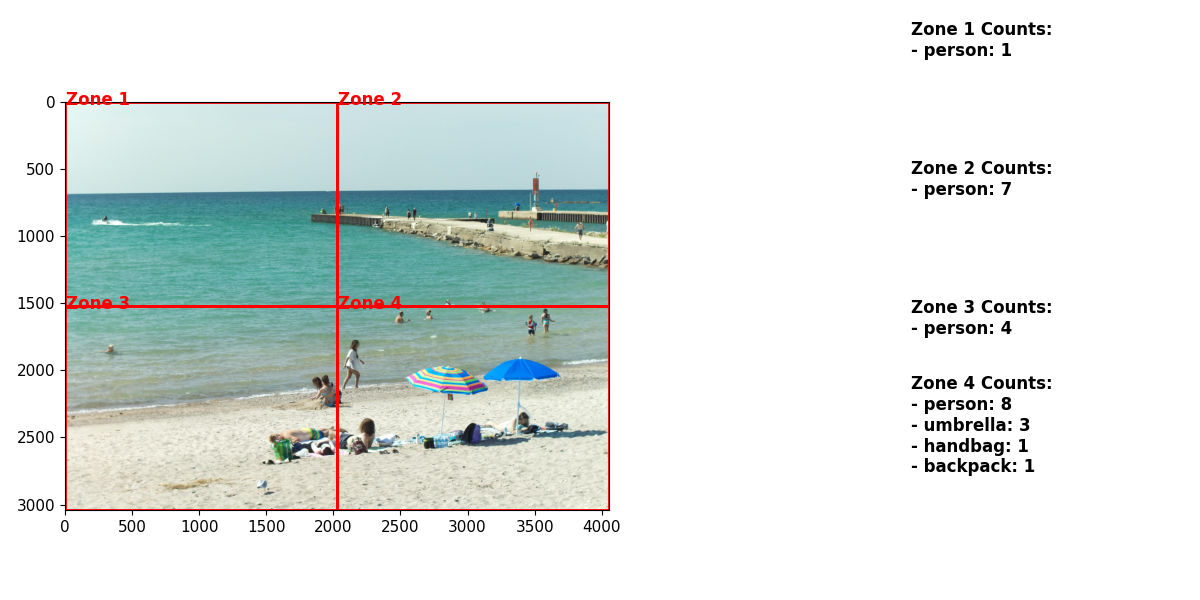 Zone 1 Counts:
- person: 1
Zone 1
Zone 2
0
500
1000
1500
2000
2500
3000
Zone 2 Counts:
- person: 7
Zone 3
Zone 4
Zone 3 Counts:
- person: 4
Zone 4 Counts:
- person: 8
- umbrella: 3
- handbag: 1
- backpack: 1
0
500
1000
1500
2000
2500
3000
3500
4000